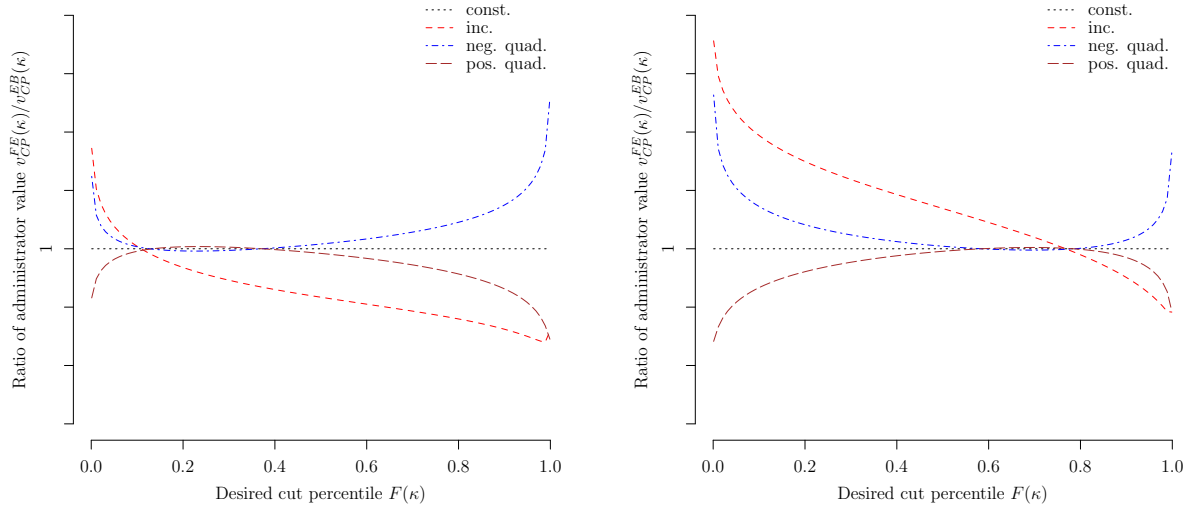 const.
inc.
neg. quad.
pos. quad.
Ratio of administrator value $v_{CP}^{FE}(\kappa)/v_{CP}^{EB}(\kappa)$
1
0.0 0.2 0.4 0.6 0.8 1.0
Desired cut percentile $F(\kappa)$
const.
inc.
neg. quad.
pos. quad.
Ratio of administrator value $v_{CP}^{FE}(\kappa)/v_{CP}^{EB}(\kappa)$
1
0.0 0.2 0.4 0.6 0.8 1.0
Desired cut percentile $F(\kappa)$